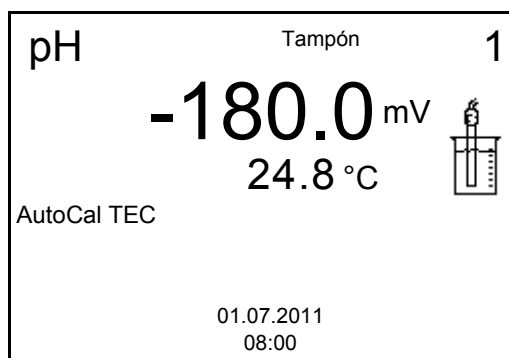 pH Tampón 1
-180.0 mV
24.8 °C
AutoCal TEC
01.07.2011
08:00